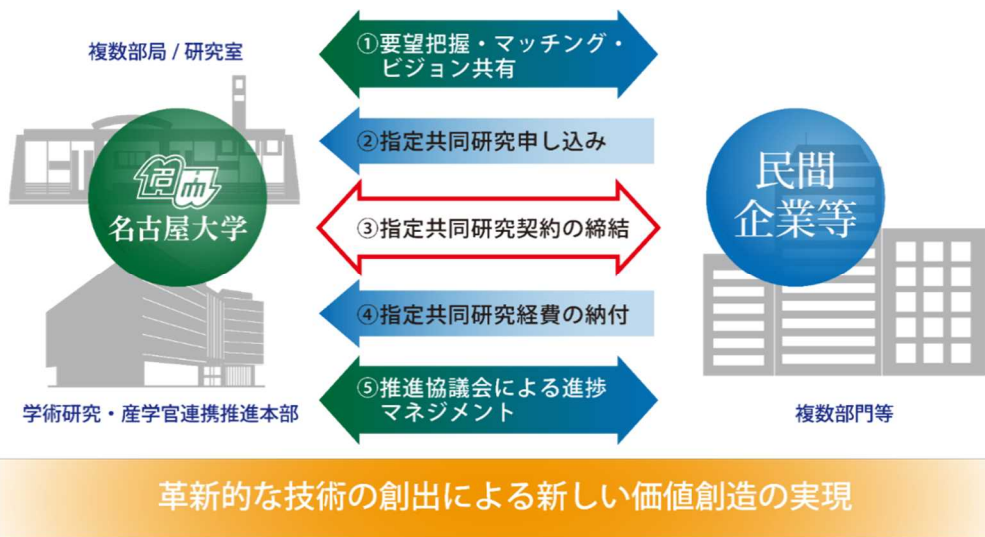 複数部局 / 研究室
名古屋大学
学術研究・産学官連携推進本部
①要望把握・マッチング・
ビジョン共有
②指定共同研究申し込み
③指定共同研究契約の締結
④指定共同研究経費の納付
⑤推進協議会による進捗
マネジメント
民間
企業等
複数部門等
革新的な技術の創出による新しい価値創造の実現